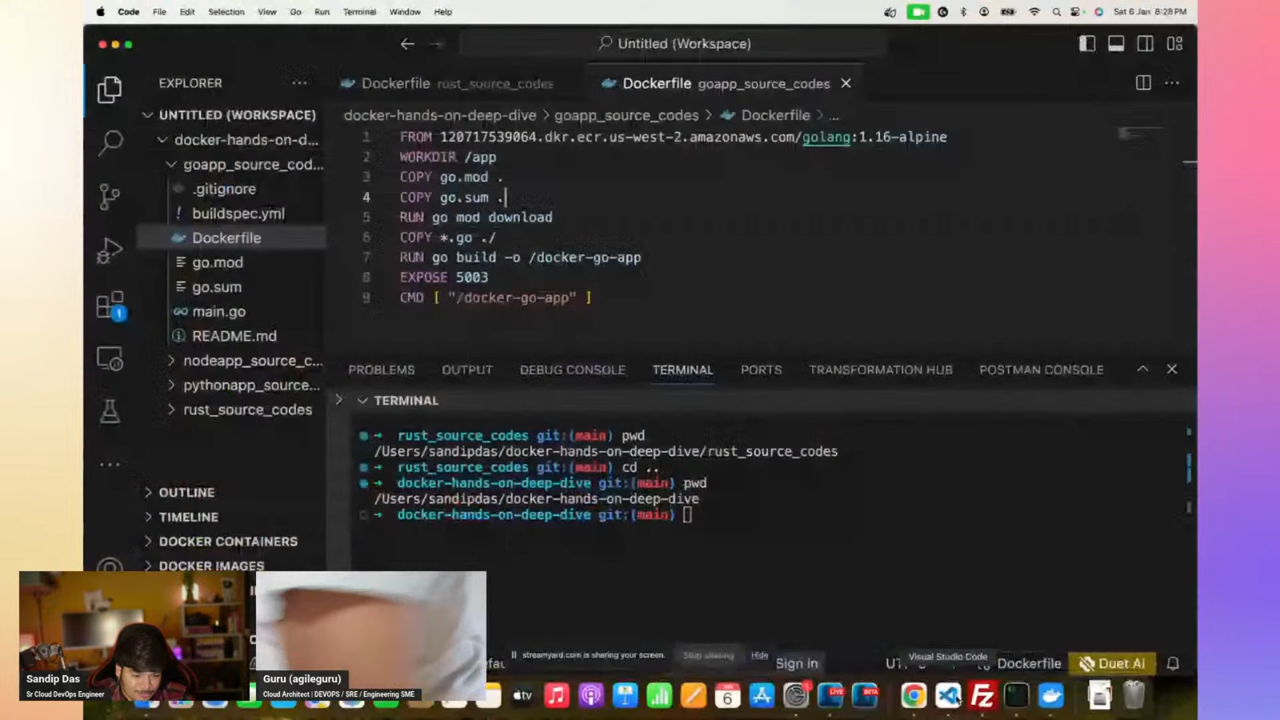 Code File Edit Selection View Go Run Terminal Window Help
Sat 6 Jan 8:28 PM
Untitled (Workspace)
EXPLORER
Dockerfile rust_source_codes
Dockerfile goapp_source_codes
UNTITLED (WORKSPACE)
docker-hands-on-deep-dive > goapp_source_codes > Dockerfile > ...
docker-hands-on-d...
goapp_source_cod...
.gitignore
buildspec.yml
Dockerfile
go.mod
go.sum
main.go
README.md
nodeapp_source_c...
pythonapp_source...
rust_source_codes
1 FROM 120717539064.dkr.ecr.us-west-2.amazonaws.com/golang:1.16-alpine
2 WORKDIR /app
3 COPY go.mod .
4 COPY go.sum .
5 RUN go mod download
6 COPY *.go ./
7 RUN go build -o /docker-go-app
8 EXPOSE 5003
9 CMD [ "/docker-go-app" ]
1
PROBLEMS OUTPUT DEBUG CONSOLE TERMINAL PORTS TRANSFORMATION HUB POSTMAN CONSOLE
TERMINAL
rust_source_codes git:(main) pwd
/Users/sandipdas/docker-hands-on-deep-dive/rust_source_codes
rust_source_codes git:(main) cd ..
docker-hands-on-deep-dive git:(main) pwd
/Users/sandipdas/docker-hands-on-deep-dive
docker-hands-on-deep-dive git:(main)
OUTLINE
TIMELINE
DOCKER CONTAINERS
DOCKER IMAGES
streamyard.com is sharing your screen.
Stop sharing
Hide
Sign in
Visual Studio Code
Dockerfile
Duet AI
Sandip Das
Sr Cloud DevOps Engineer
Guru (agileguru)
Cloud Architect | DEVOPS / SRE / Engineering SME
tv
6
LIVE
BETA
FZ